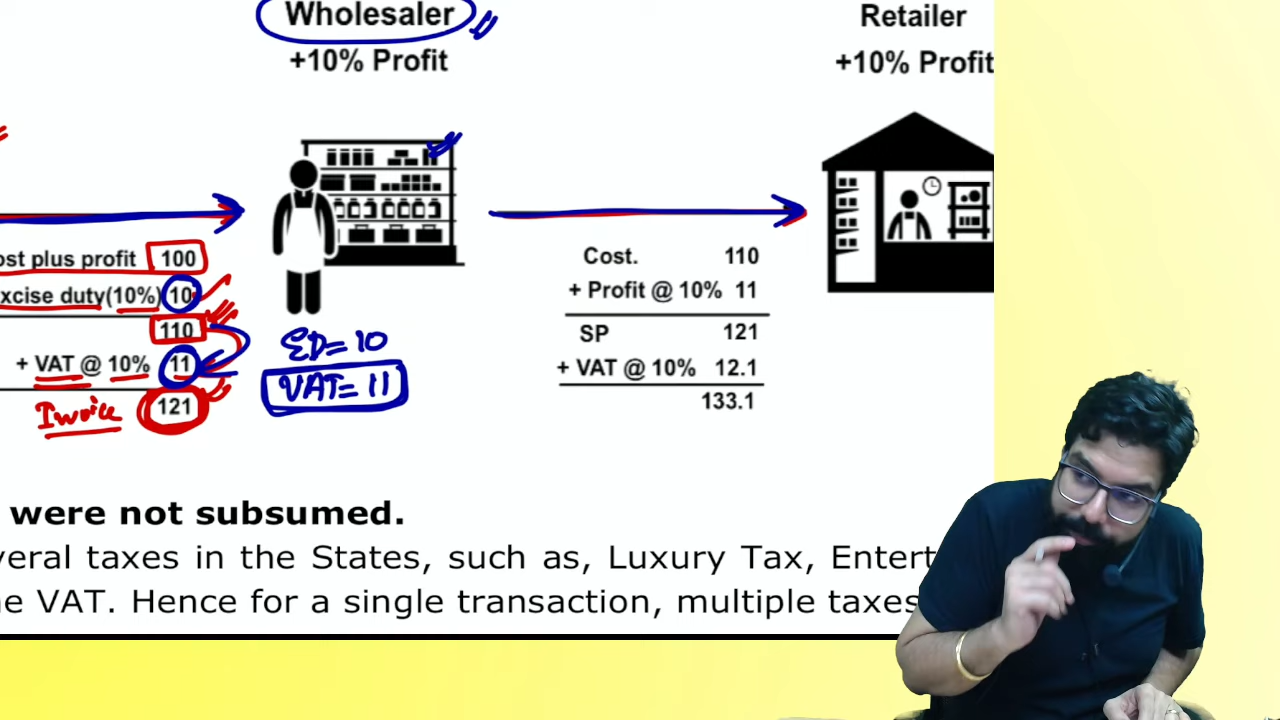 Wholesaler
+10% Profit
Retailer
+10% Profit
ost plus profit 100
xcise duty(10%) 10
110
+ VAT @ 10% 11
Invoice 121
ED = 10
VAT = 11
Cost. 110
+ Profit @ 10% 11
SP 121
+ VAT @ 10% 12.1
133.1
were not subsumed.
veral taxes in the States, such as, Luxury Tax, Entert
he VAT. Hence for a single transaction, multiple taxes